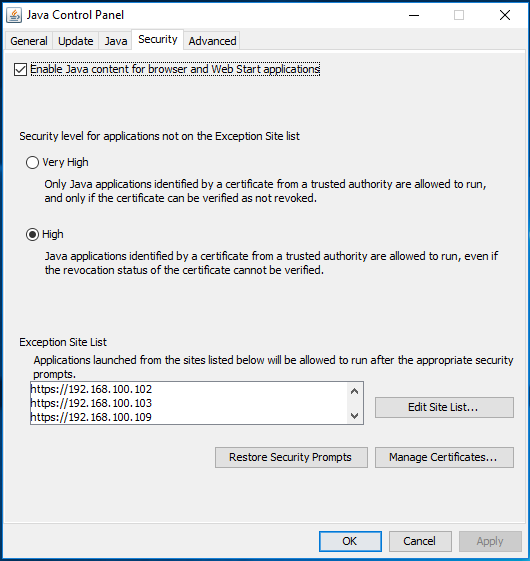 Java Control Panel
General Update Java Security Advanced
Enable Java content for browser and Web Start applications
Security level for applications not on the Exception Site list
Very High
Only Java applications identified by a certificate from a trusted authority are allowed to run,
and only if the certificate can be verified as not revoked.
High
Java applications identified by a certificate from a trusted authority are allowed to run, even if
the revocation status of the certificate cannot be verified.
Exception Site List
Applications launched from the sites listed below will be allowed to run after the appropriate security
prompts.
https://192.168.100.102
https://192.168.100.103
https://192.168.100.109
Edit Site List...
Restore Security Prompts Manage Certificates...
OK Cancel Apply